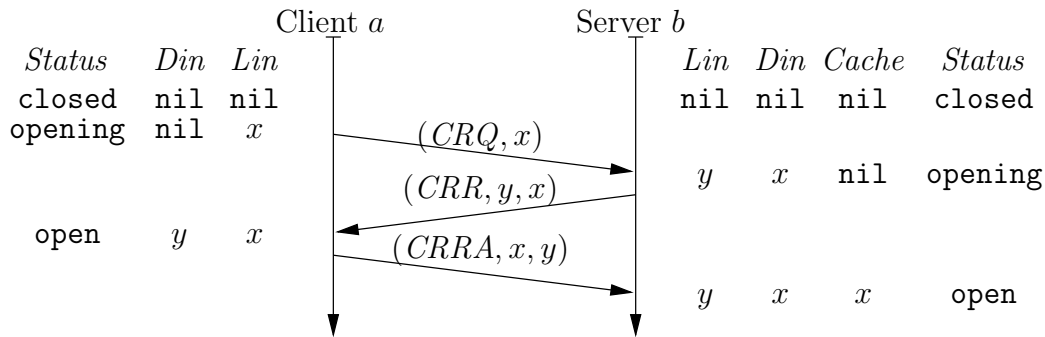 Client a Server b
Status Din Lin Lin Din Cache Status
closed nil nil nil nil nil closed
opening nil x
(CRQ, x)
y x nil opening
(CRR, y, x)
open y x
(CRRA, x, y)
y x x open